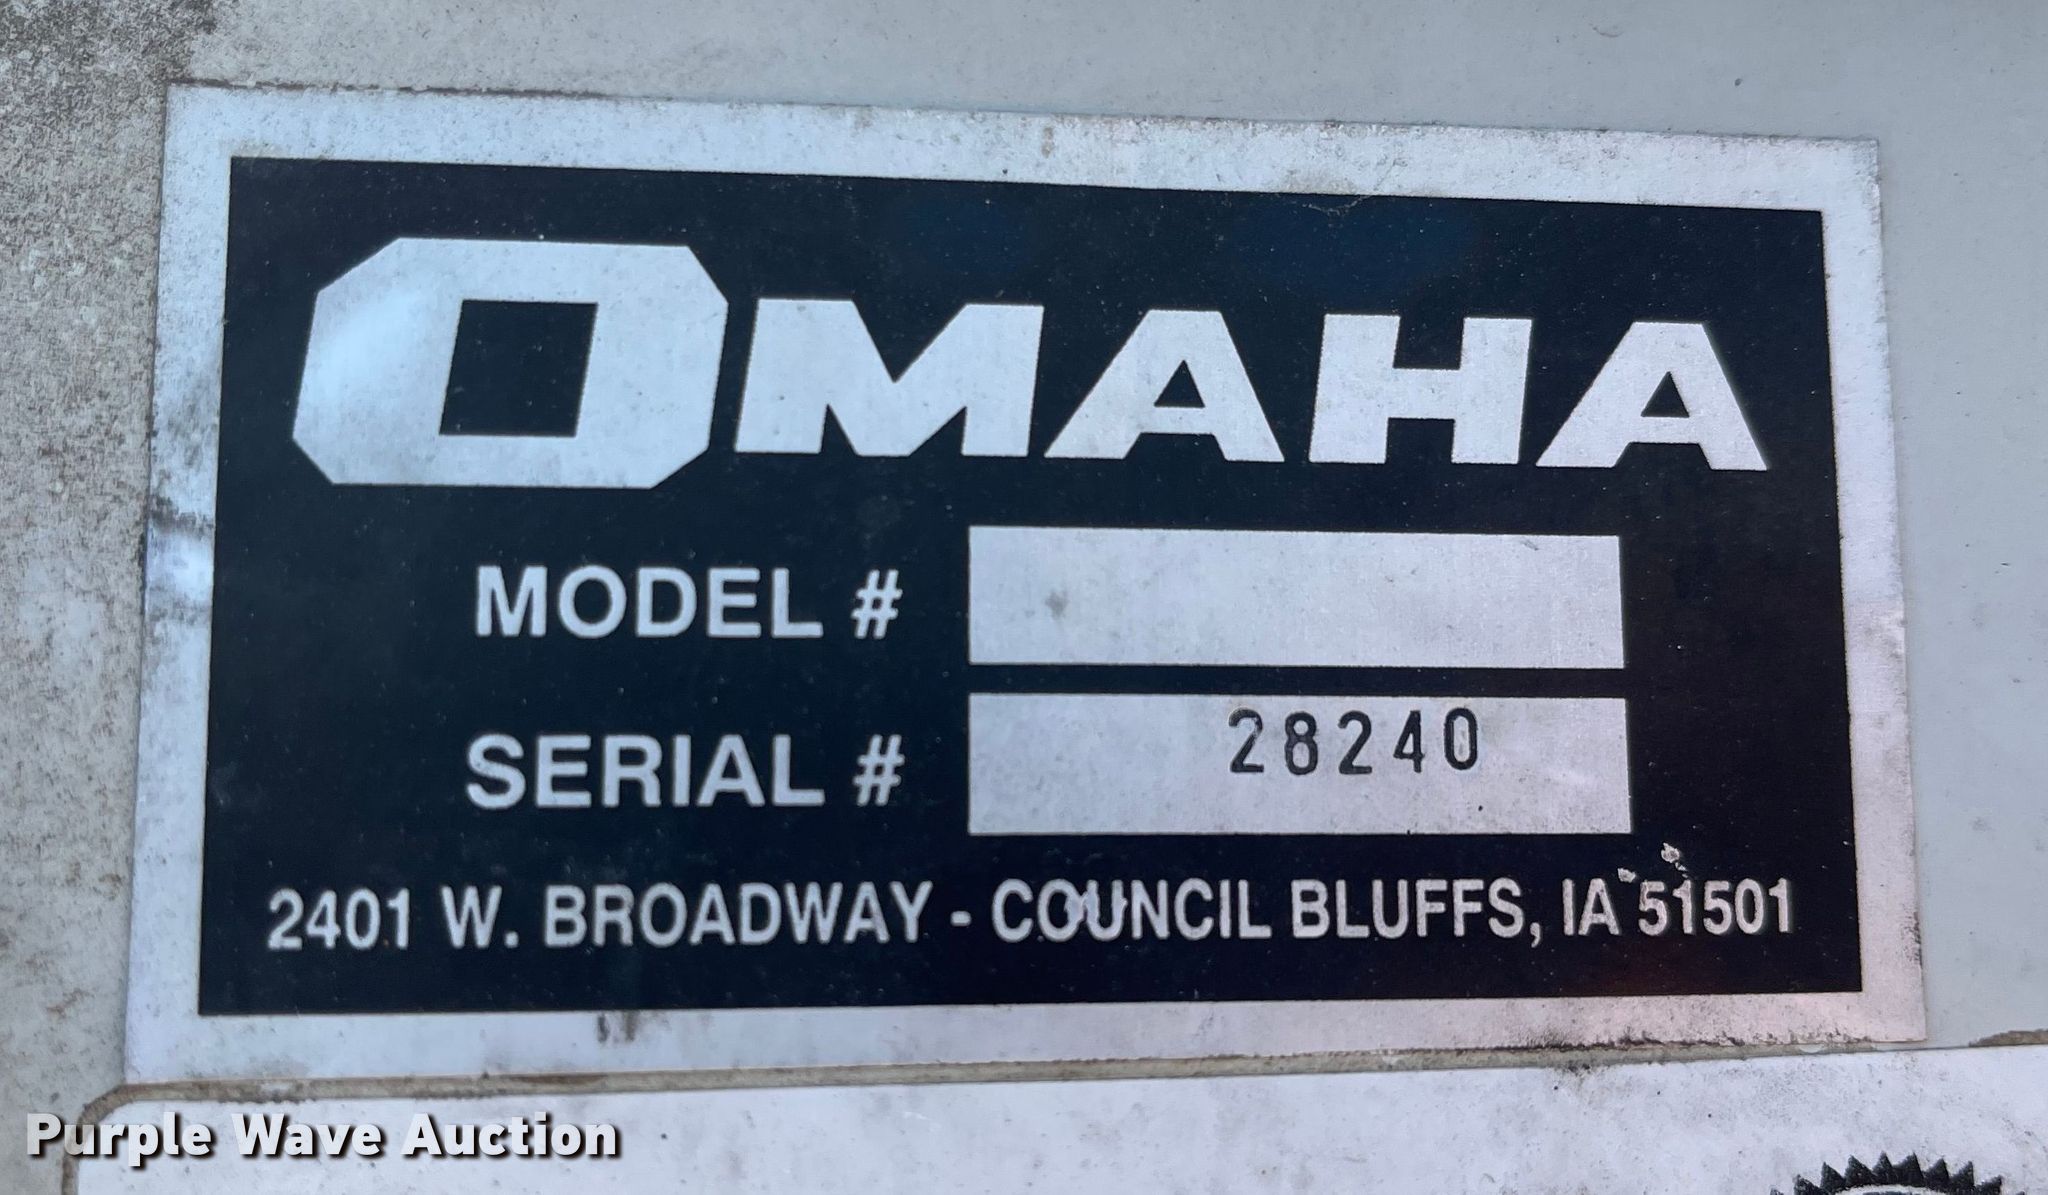 OMAHA
MODEL #
SERIAL # 28240
2401 W. BROADWAY - COUNCIL BLUFFS, IA 51501
Purple Wave Auction